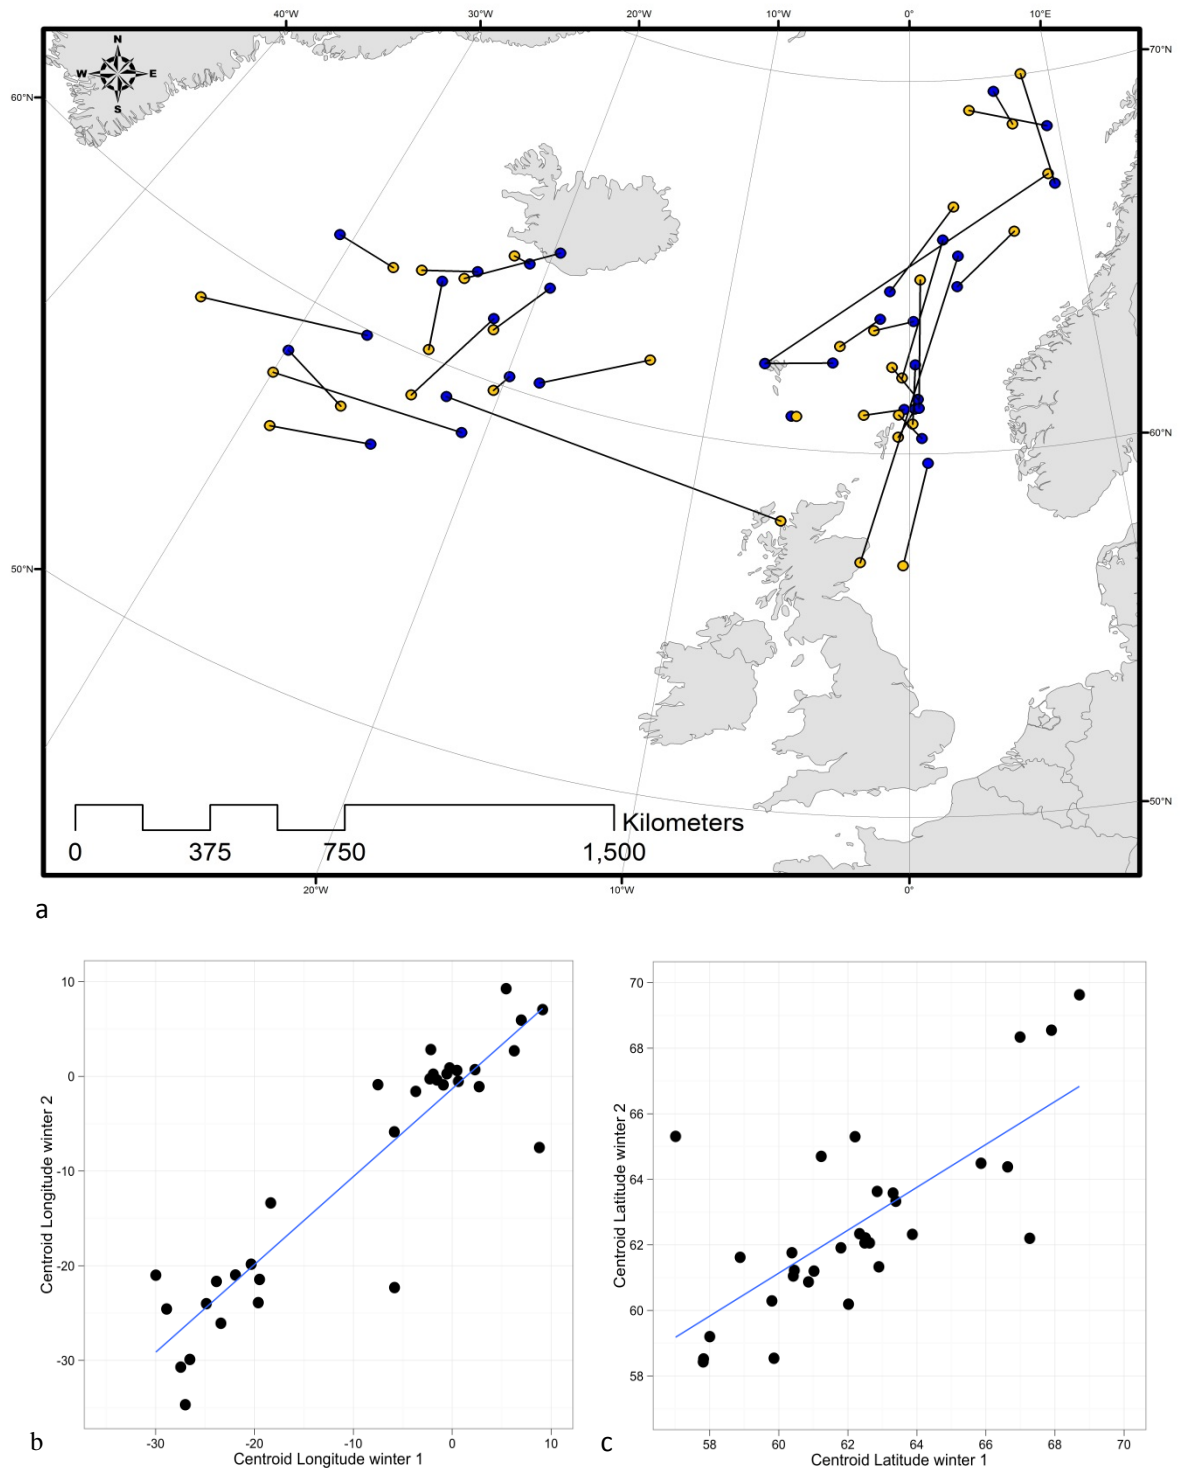 40°W 30°W 20°W 10°W 0° 10°E
N
W E
S
70°N
60°N
60°N
50°N
50°N
Kilometers
0 375 750 1,500
20°W 10°W 0°
a
Centroid Longitude winter 2
10
0
-10
-20
-30
-30 -20 -10 0 10
Centroid Longitude winter 1
b
Centroid Latitude winter 2
70
68
66
64
62
60
58
58 60 62 64 66 68 70
Centroid Latitude winter 1
c